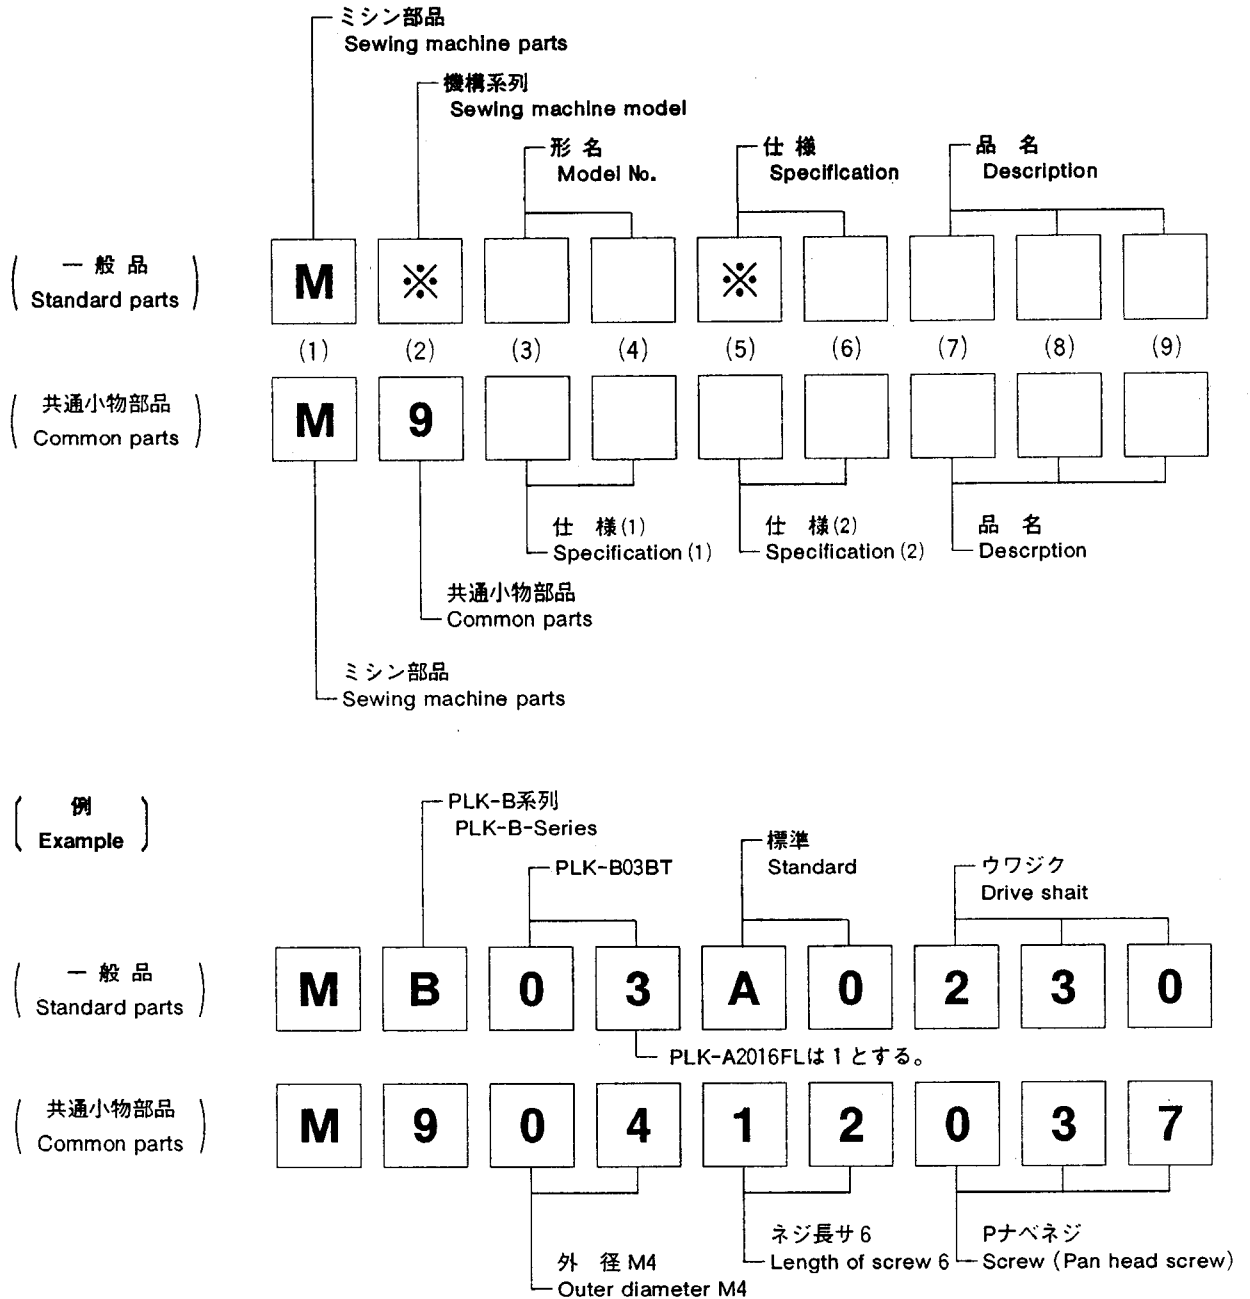 ミシン部品
Sewing machine parts
機構系列
Sewing machine model
形 名
Model No.
仕 様
Specification
品 名
Description
一 般 品
Standard parts
M ※ ※
(1) (2) (3) (4) (5) (6) (7) (8) (9)
共通小物部品
Common parts
M 9
仕 様(1)
Specification(1)
仕 様(2)
Specification(2)
品 名
Descrption
共通小物部品
Common parts
ミシン部品
Sewing machine parts
例
Example
PLK-B系列
PLK-B-Series
PLK-B03BT
標準
Standard
ウワジク
Drive shait
一 般 品
Standard parts
M B 0 3 A 0 2 3 0
PLK-A2016FLは1とする。
共通小物部品
Common parts
M 9 0 4 1 2 0 3 7
外 径 M4
Outer diameter M4
ネジ長サ6
Length of screw 6
Pナベネジ
Screw (Pan head screw)